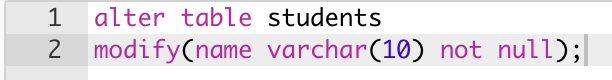 1 alter table students
2 modify(name varchar(10) not null);